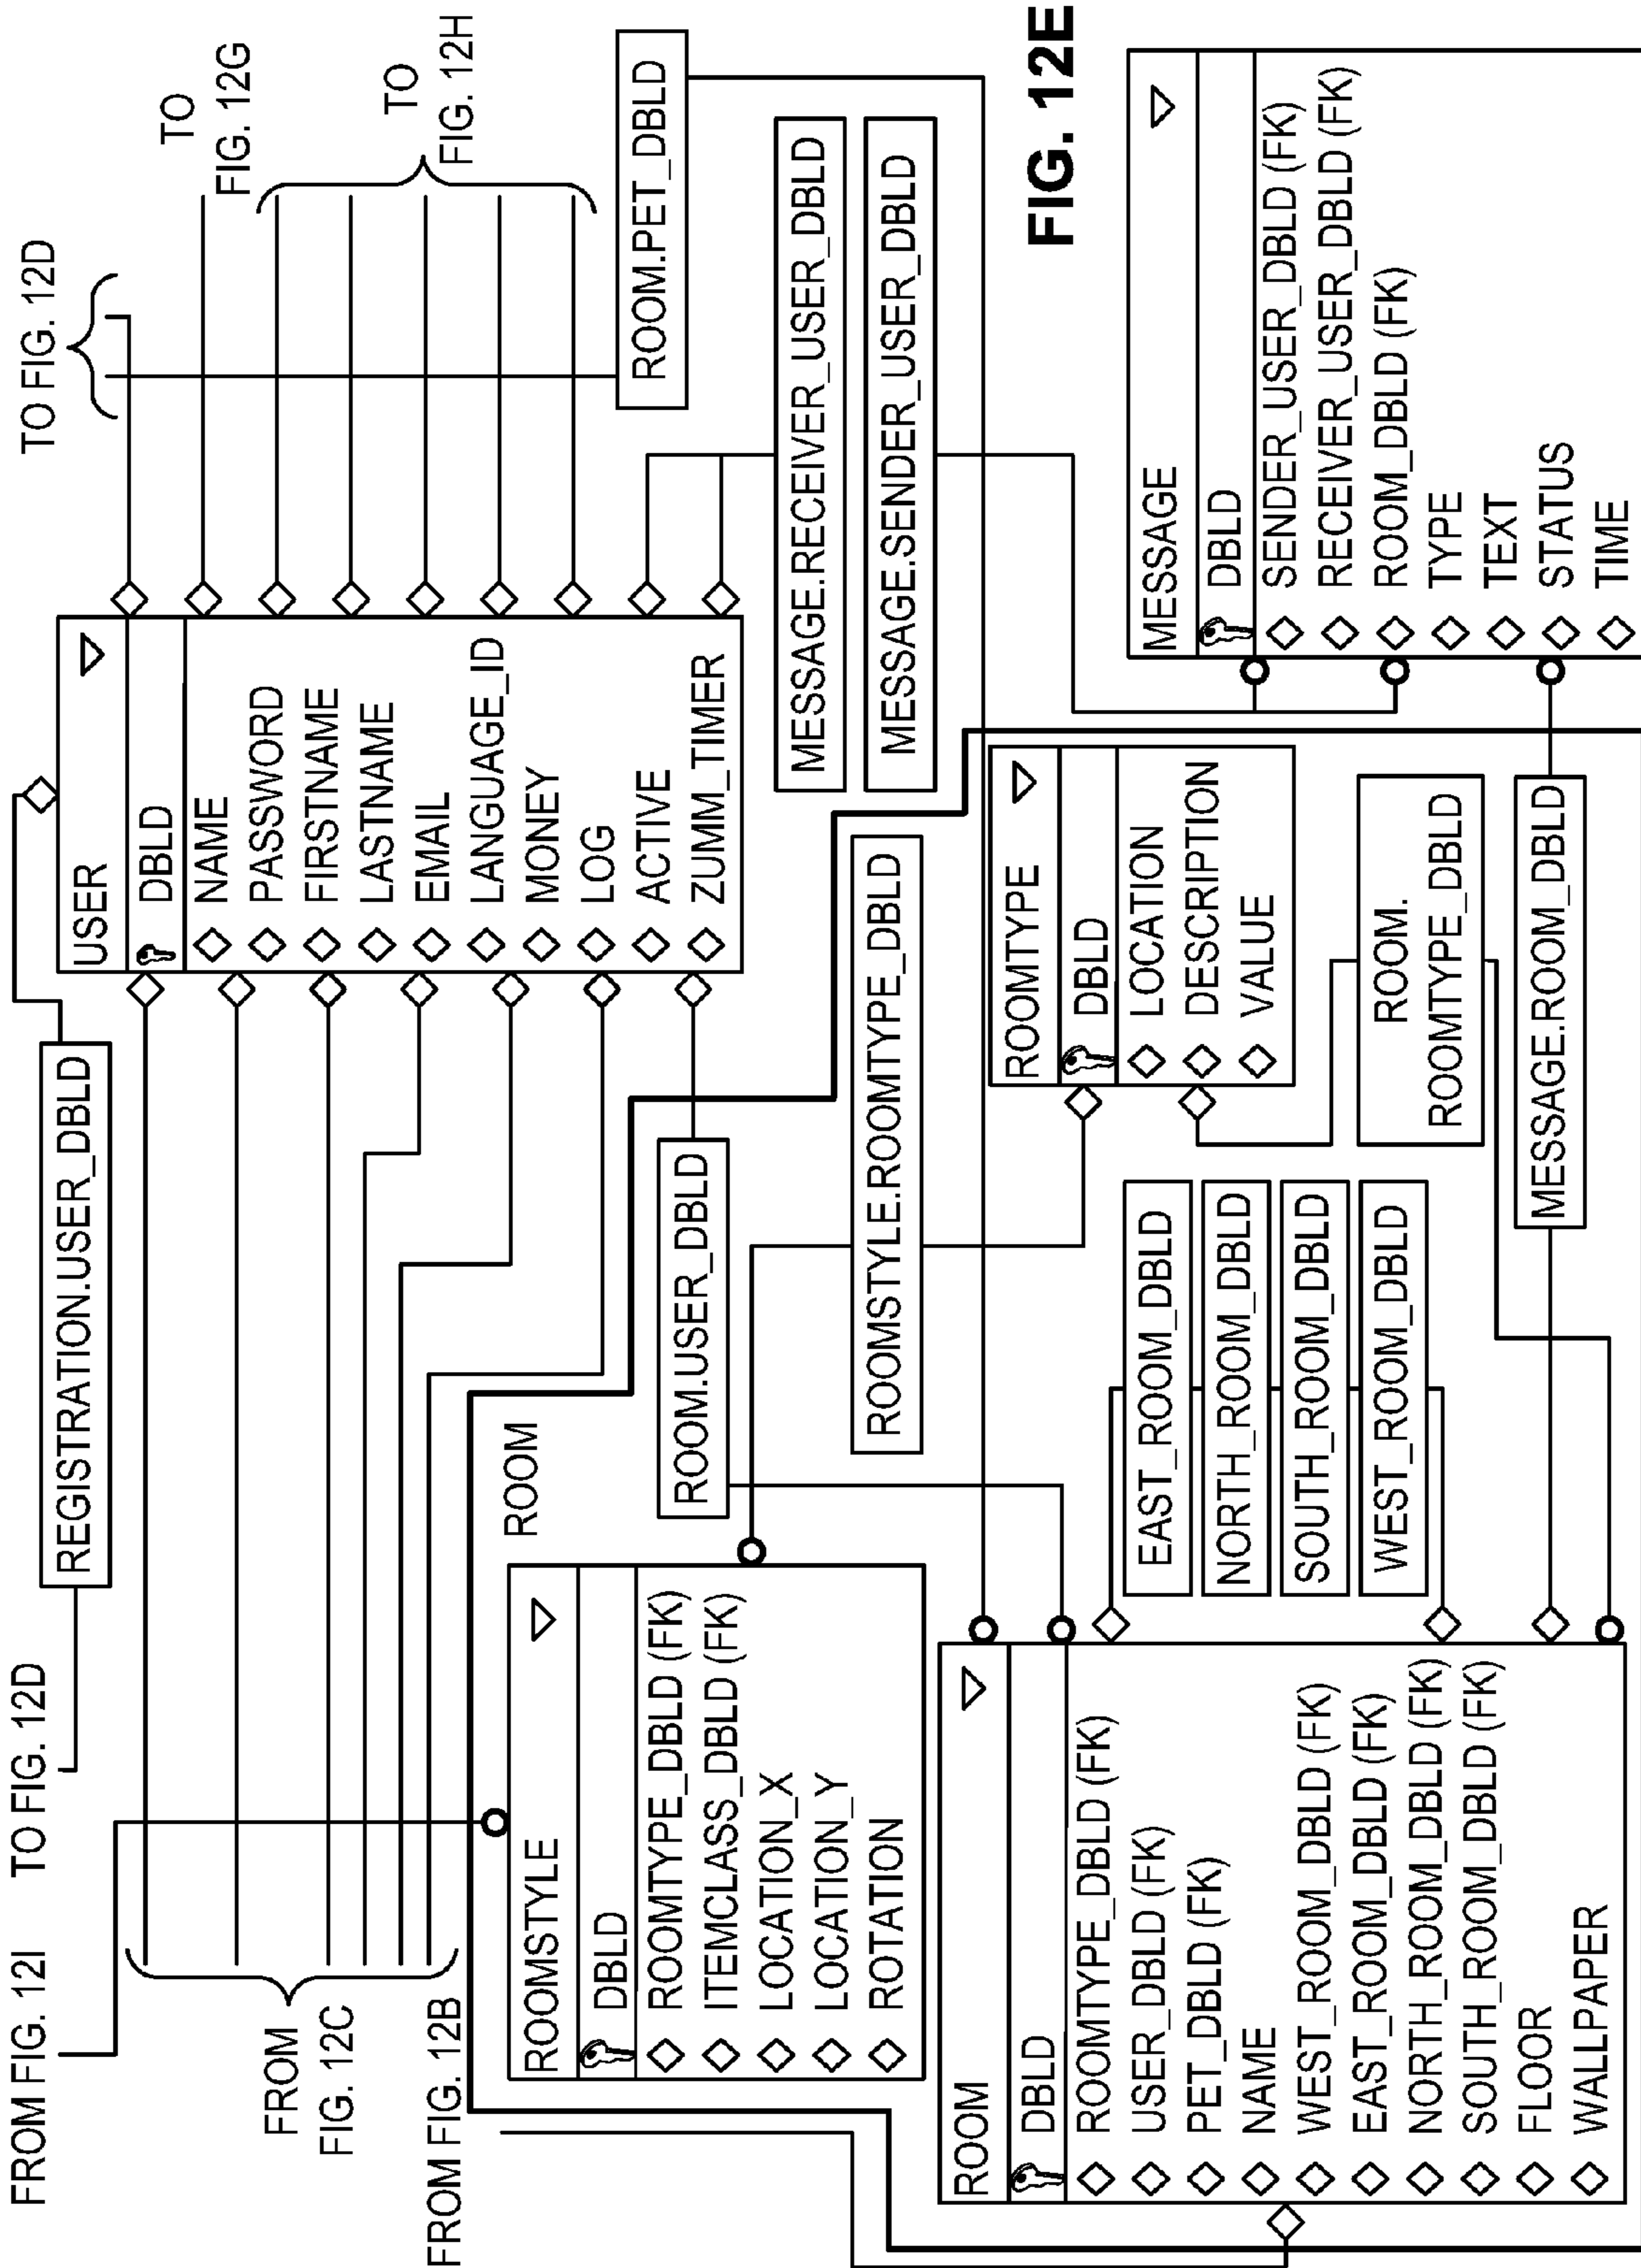 FROM FIG. 12I
TO FIG. 12D
REGISTRATION.USER_DBLD
TO FIG. 12D
TO
FIG. 12G
TO
FIG. 12H
FROM
FIG. 12C
FROM FIG. 12B
USER
DBLD
NAME
PASSWORD
FIRSTNAME
LASTNAME
EMAIL
LANGUAGE_ID
MONEY
LOG
ACTIVE
ZUMM_TIMER
ROOM.PET_DBLD
MESSAGE.RECEIVER_USER_DBLD
MESSAGE.SENDER_USER_DBLD
ROOM
ROOM.USER_DBLD
ROOMSTYLE
DBLD
ROOMTYPE_DBLD (FK)
ITEMCLASS_DBLD (FK)
LOCATION_X
LOCATION_Y
ROTATION
ROOMSTYLE.ROOMTYPE_DBLD
ROOMTYPE
DBLD
LOCATION
DESCRIPTION
VALUE
ROOM.
ROOMTYPE_DBLD
FIG. 12E
ROOM
DBLD
ROOMTYPE_DBLD (FK)
USER_DBLD (FK)
PET_DBLD (FK)
NAME
WEST_ROOM_DBLD (FK)
EAST_ROOM_DBLD (FK)
NORTH_ROOM_DBLD (FK)
SOUTH_ROOM_DBLD (FK)
FLOOR
WALLPAPER
EAST_ROOM_DBLD
NORTH_ROOM_DBLD
SOUTH_ROOM_DBLD
WEST_ROOM_DBLD
MESSAGE.ROOM_DBLD
MESSAGE
DBLD
SENDER_USER_DBLD (FK)
RECEIVER_USER_DBLD (FK)
ROOM_DBLD (FK)
TYPE
TEXT
STATUS
TIME